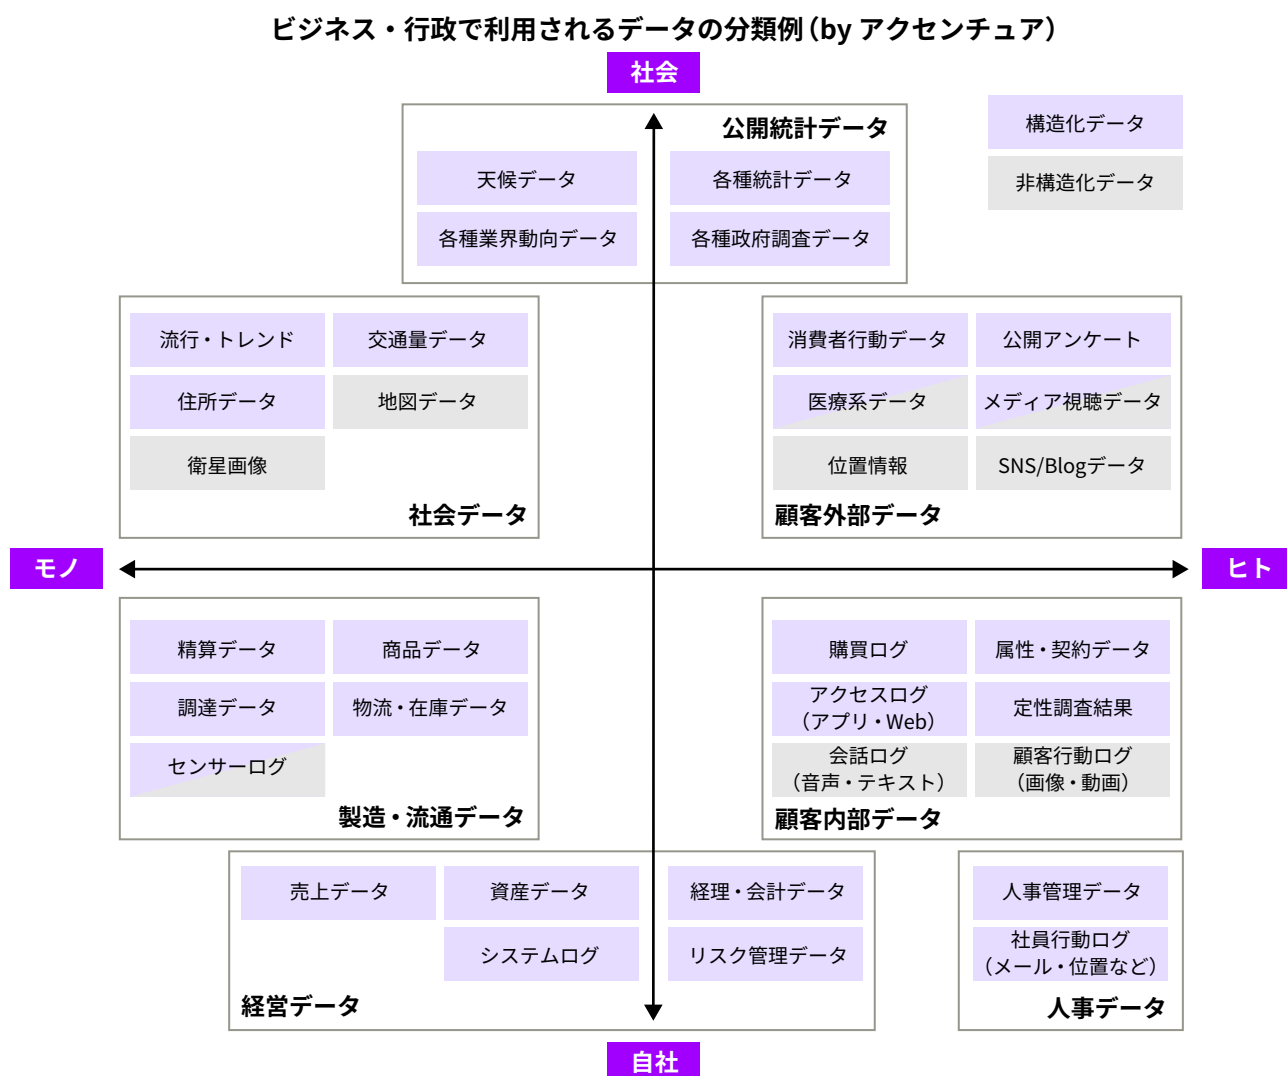 ビジネス・行政で利用されるデータの分類例（by アクセンチュア）
社会
公開統計データ
天候データ
各種統計データ
各種業界動向データ
各種政府調査データ
構造化データ
非構造化データ
流行・トレンド
交通量データ
住所データ
地図データ
衛星画像
社会データ
消費者行動データ
公開アンケート
医療系データ
メディア視聴データ
位置情報
SNS/Blogデータ
顧客外部データ
モノ
ヒト
精算データ
商品データ
調達データ
物流・在庫データ
センサーログ
製造・流通データ
購買ログ
属性・契約データ
アクセスログ
（アプリ・Web）
定性調査結果
会話ログ
（音声・テキスト）
顧客行動ログ
（画像・動画）
顧客内部データ
売上データ
資産データ
経理・会計データ
システムログ
リスク管理データ
経営データ
人事管理データ
社員行動ログ
（メール・位置など）
人事データ
自社